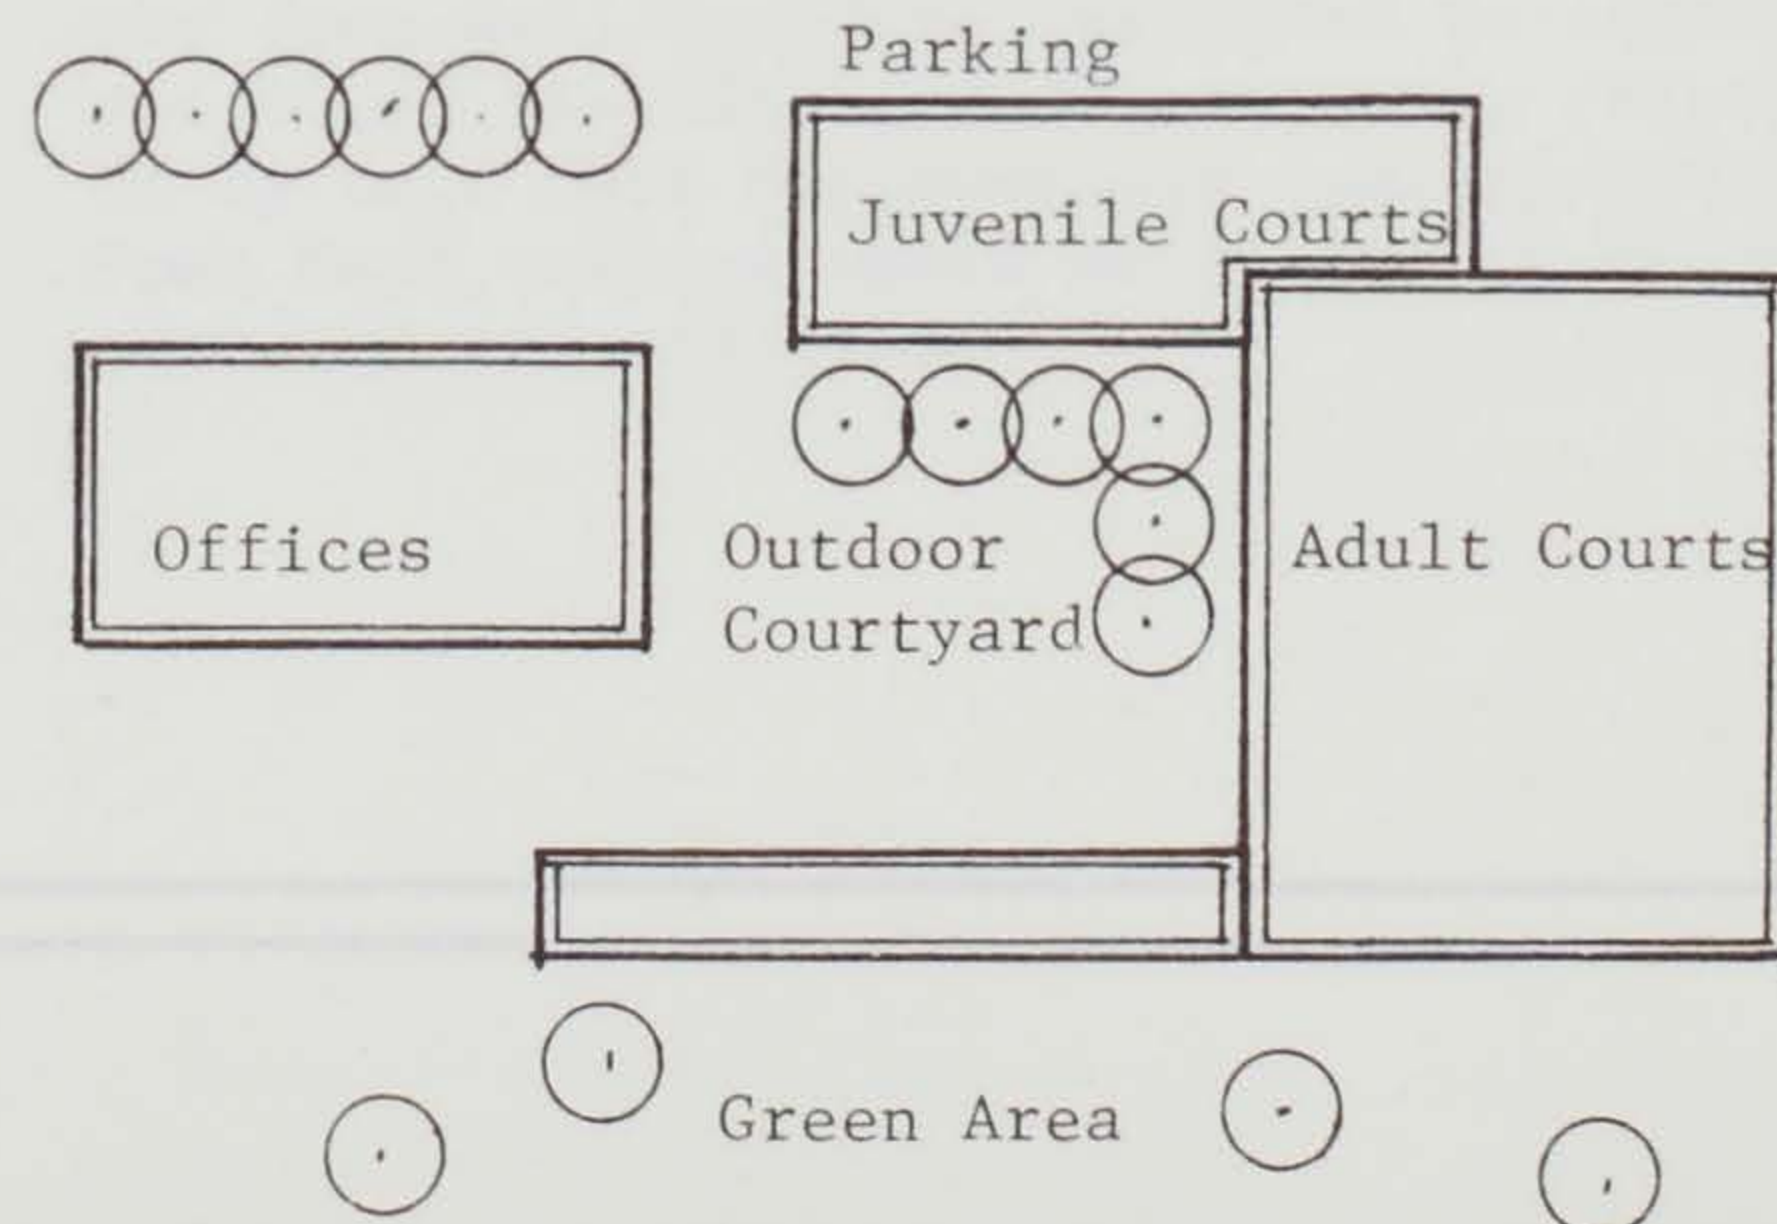 Parking
Juvenile Courts
Offices
Outdoor
Courtyard
Adult Courts
Green Area